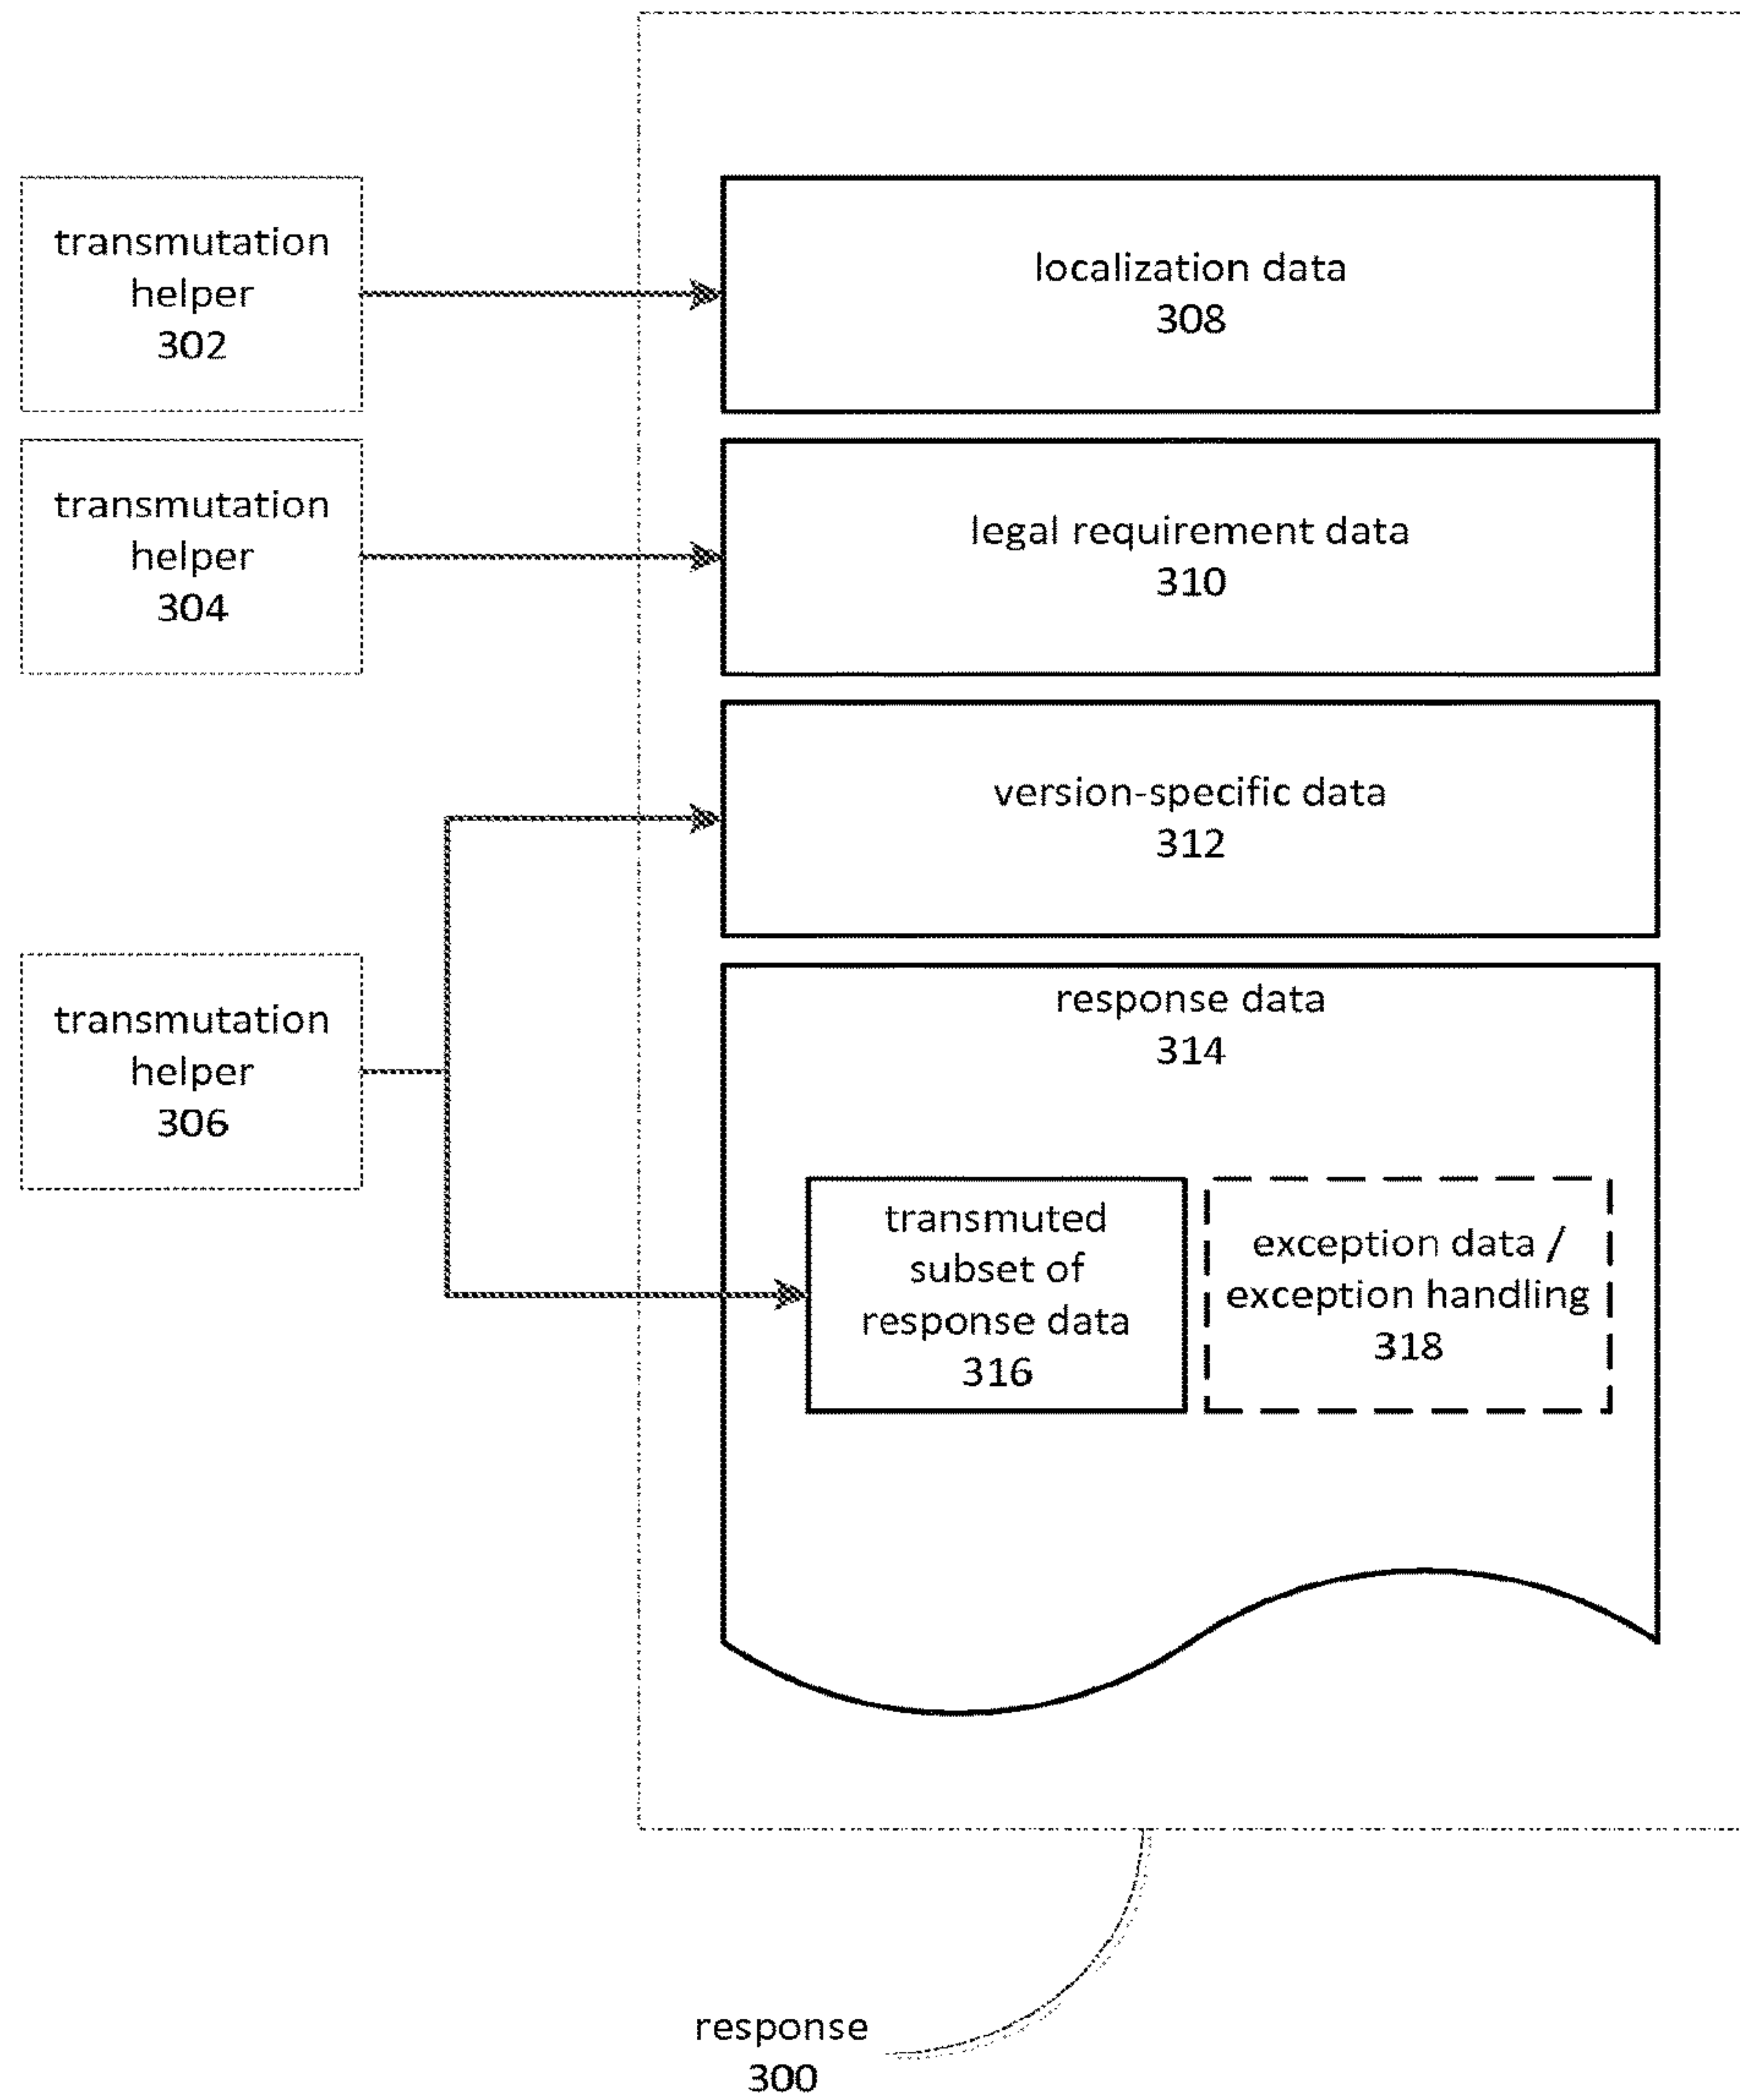 transmutation
helper
302
localization data
308
transmutation
helper
304
legal requirement data
310
version-specific data
312
transmutation
helper
306
response data
314
transmuted
subset of
response data
316
exception data /
exception handling
318
response
300